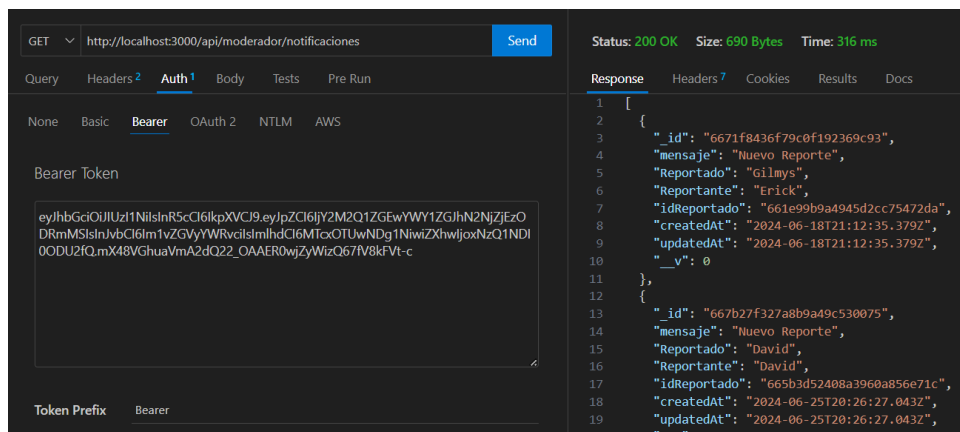 GET http://localhost:3000/api/moderador/notificaciones Send
Query Headers 2 Auth 1 Body Tests Pre Run
None Basic Bearer OAuth 2 NTLM AWS
Bearer Token
eyJhbGciOiJIUzI1NiIsInR5cCI6IkpXVCJ9.eyJpZCI6IjY2M2Q1ZGEwYWY1ZGJhN2NjZjEzO
DRmMSIsInJvbCI6Im1vZGVyYWRvciIsImlhdCI6MTcxOTUwNDg1NiwiZXhwIjoxNzQ1NDI
0ODU2fQ.mX48VGhuaVmA2dQ22_OAAER0wjZyWizQ67fV8kFVt-c
Token Prefix Bearer
Status: 200 OK Size: 690 Bytes Time: 316 ms
Response Headers 7 Cookies Results Docs
1 [
2 {
3 "_id": "6671f8436f79c0f192369c93",
4 "mensaje": "Nuevo Reporte",
5 "Reportado": "Gilmys",
6 "Reportante": "Erick",
7 "idReportado": "661e99b9a4945d2cc75472da",
8 "createdAt": "2024-06-18T21:12:35.379Z",
9 "updatedAt": "2024-06-18T21:12:35.379Z",
10 "__v": 0
11 },
12 {
13 "_id": "667b27f327a8b9a49c530075",
14 "mensaje": "Nuevo Reporte",
15 "Reportado": "David",
16 "Reportante": "David",
17 "idReportado": "665b3d52408a3960a856e71c",
18 "createdAt": "2024-06-25T20:26:27.043Z",
19 "updatedAt": "2024-06-25T20:26:27.043Z",